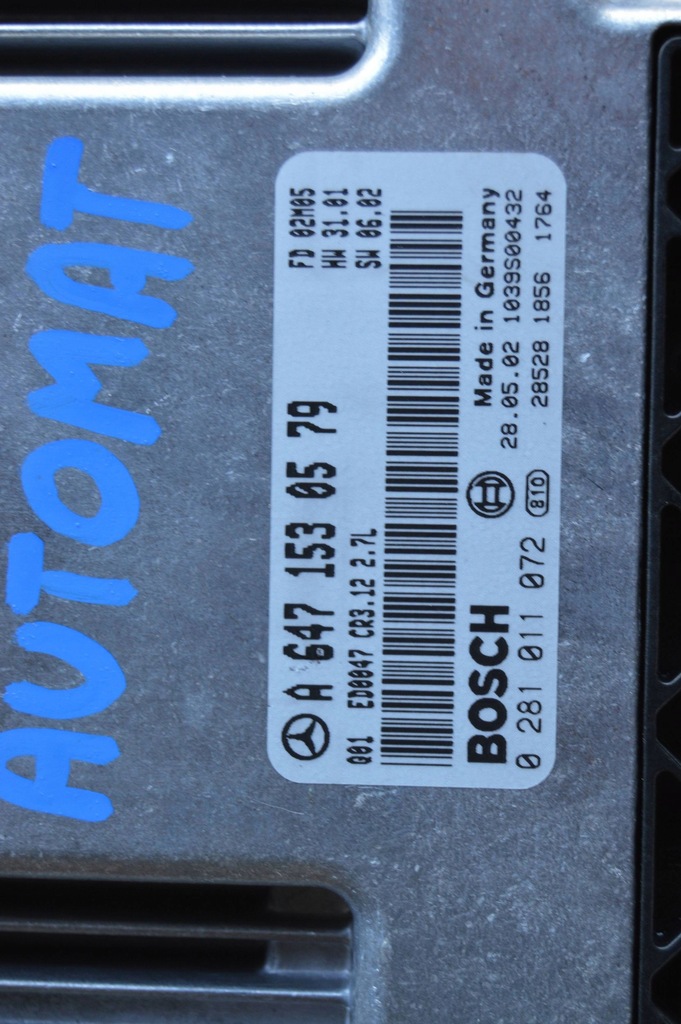 AUTOMAT
FD 02M05
HW 31.01
SW 06.02
A 647 153 05 79
Q01 ED0047 CR3.12 2.7L
BOSCH
Made in Germany
28.05.02 1039S00432
0 281 011 072 810 28528 1856 1764